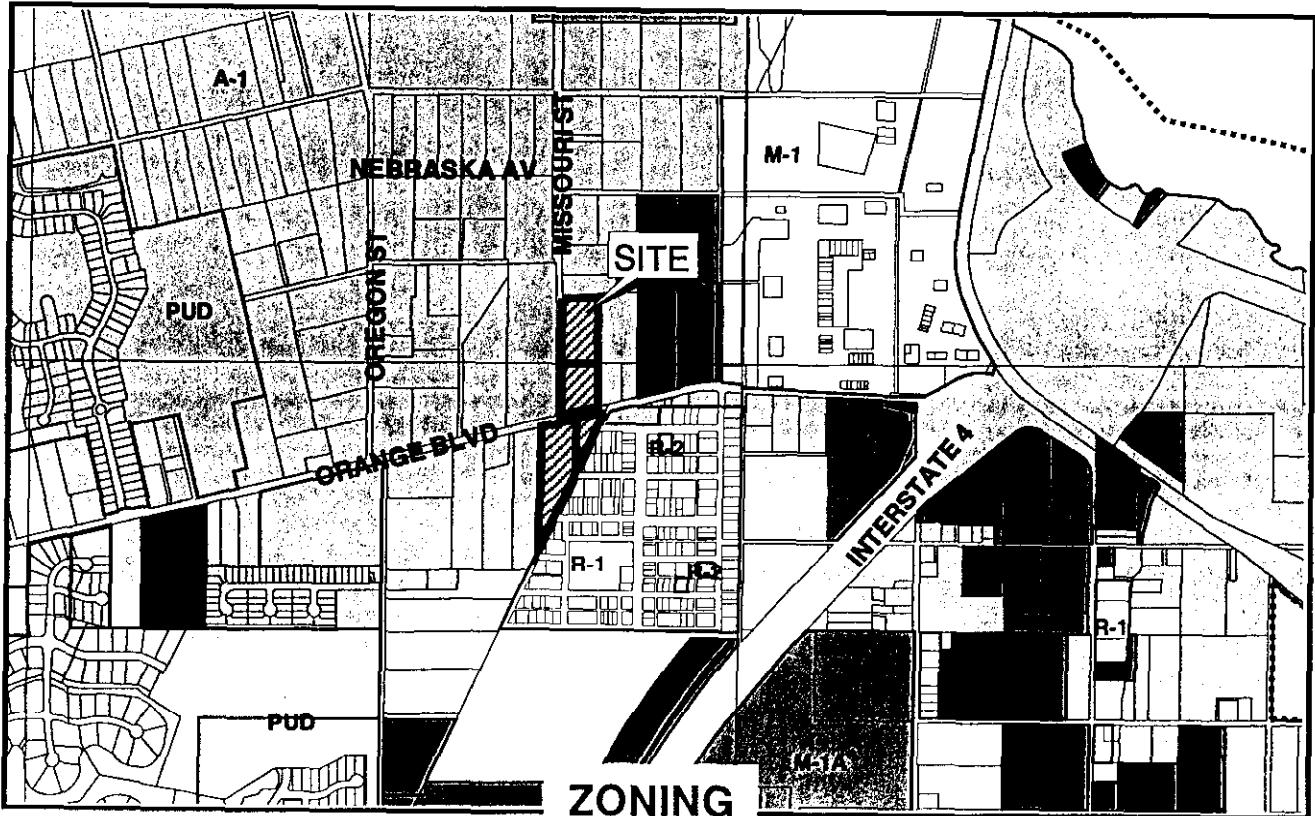 A-1
NEBRASKA AV
MISSOURI ST
M-1
SITE
PUD
OREGON ST
ORANGE BLVD
R-2
INTERSTATE 4
R-1
R-1
PUD
M-1A
ZONING